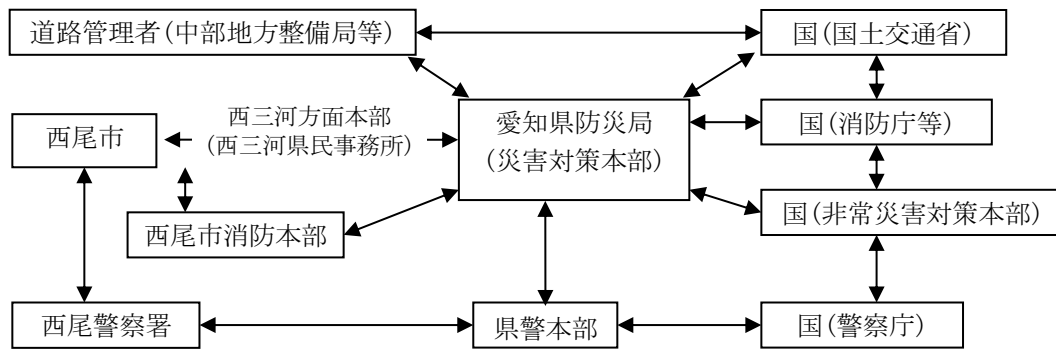 道路管理者（中部地方整備局等）
国（国土交通省）
西三河方面本部
（西三河県民事務所）
西尾市
愛知県防災局
（災害対策本部）
国（消防庁等）
西尾市消防本部
国（非常災害対策本部）
西尾警察署
県警本部
国（警察庁）